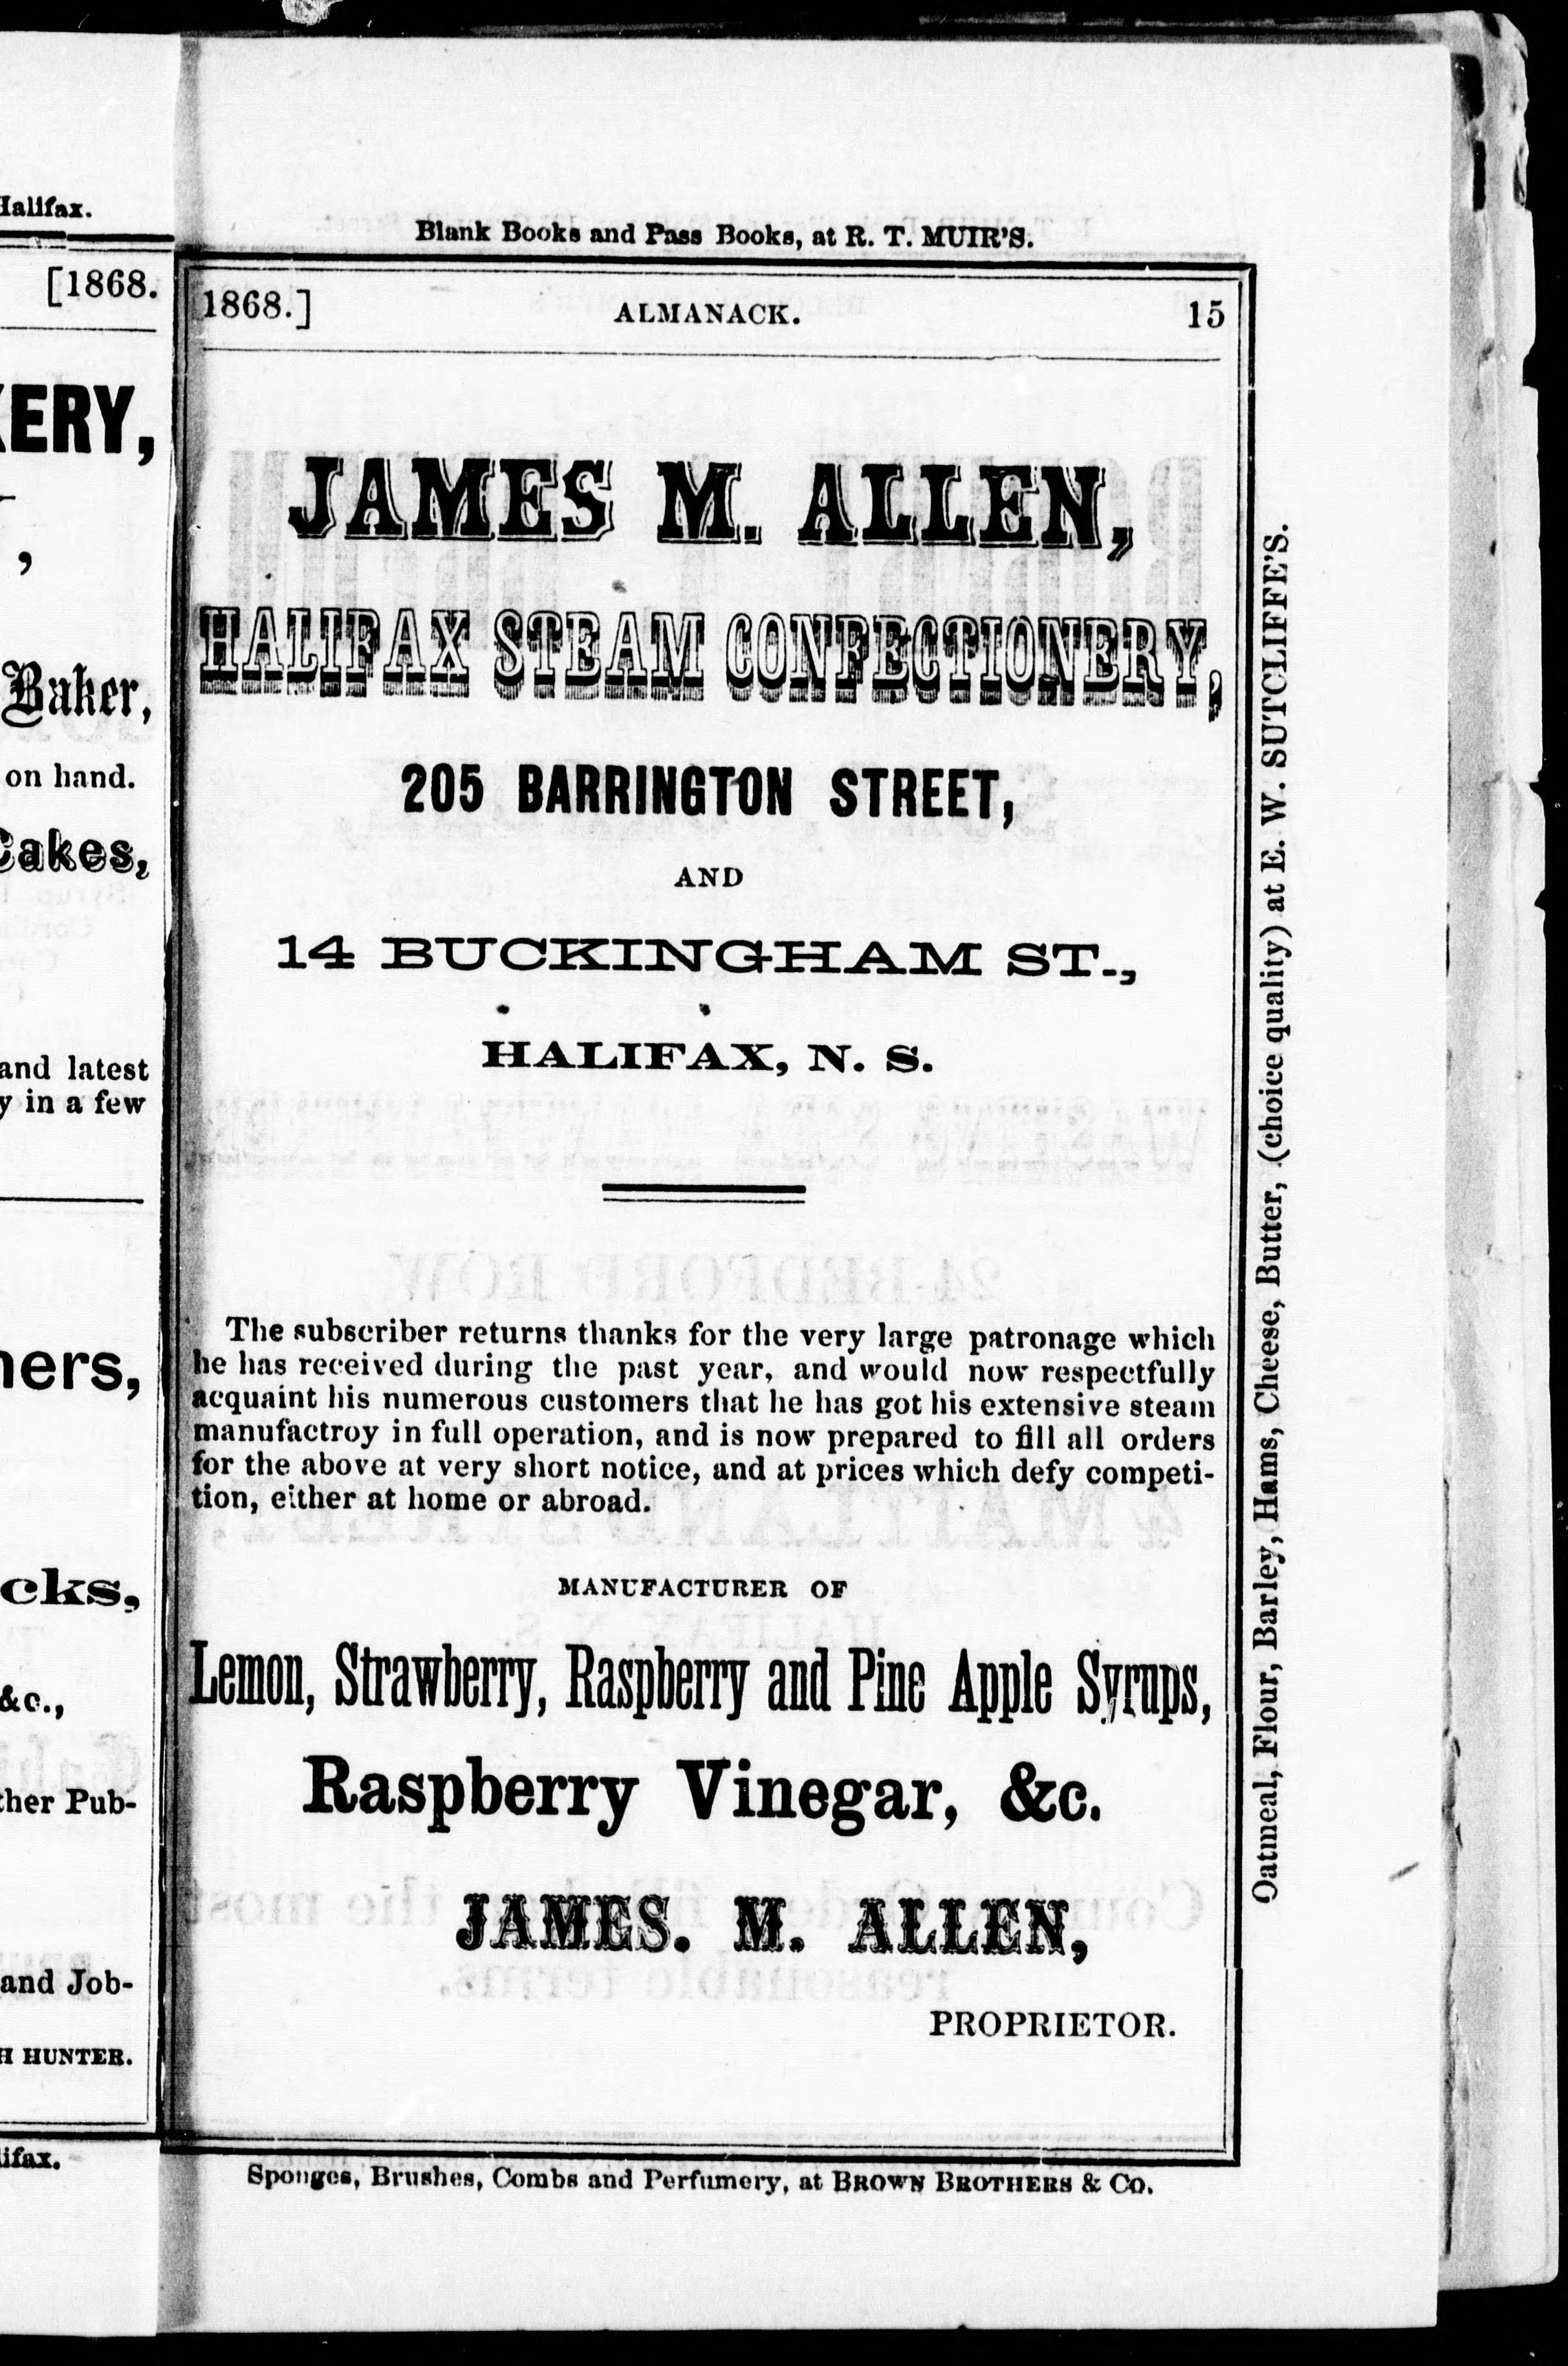 Halifax.
[1868.
KERY,
,
Baker,
on hand.
Cakes,
and latest
y in a few
ners,
cks,
&c.,
ther Pub-
and Job-
H HUNTER.
lifax.
Blank Books and Pass Books, at R. T. MUIR'S.
1868.] ALMANACK. 15
JAMES M. ALLEN,
HALIFAX STEAM CONFECTIONERY,
205 BARRINGTON STREET,
AND
14 BUCKINGHAM ST.,
HALIFAX, N. S.
The subscriber returns thanks for the very large patronage which
he has received during the past year, and would now respectfully
acquaint his numerous customers that he has got his extensive steam
manufactroy in full operation, and is now prepared to fill all orders
for the above at very short notice, and at prices which defy competi-
tion, either at home or abroad.
MANUFACTURER OF
Lemon, Strawberry, Raspberry and Pine Apple Syrups,
Raspberry Vinegar, &c.
JAMES. M. ALLEN,
PROPRIETOR.
Sponges, Brushes, Combs and Perfumery, at BROWN BROTHERS & CO.
Oatmeal, Flour, Barley, Hams, Cheese, Butter, (choice quality) at E. W. SUTCLIFFE'S.